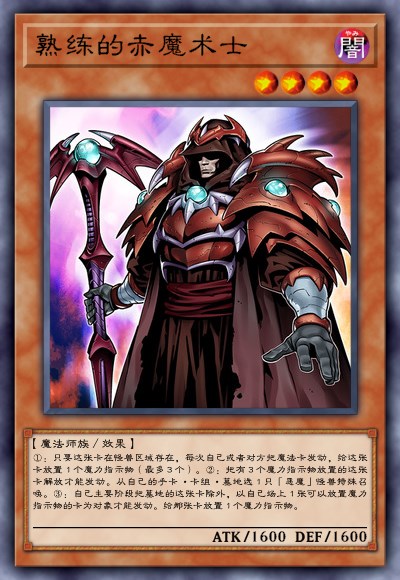 熟练的赤魔术士
やみ
闇
【魔法师族／效果】
①：只要这张卡在怪兽区域存在，每次自己或者对方把魔法卡发动，给这张
卡放置1个魔力指示物（最多3个）。②：把有3个魔力指示物放置的这张
卡解放才能发动。从自己的手卡・卡组・墓地选1只「恶魔」怪兽特殊召
唤。③：自己主要阶段把墓地的这张卡除外，以自己场上1张可以放置魔力
指示物的卡为对象才能发动。给那张卡放置1个魔力指示物。
ATK/1600 DEF/1600